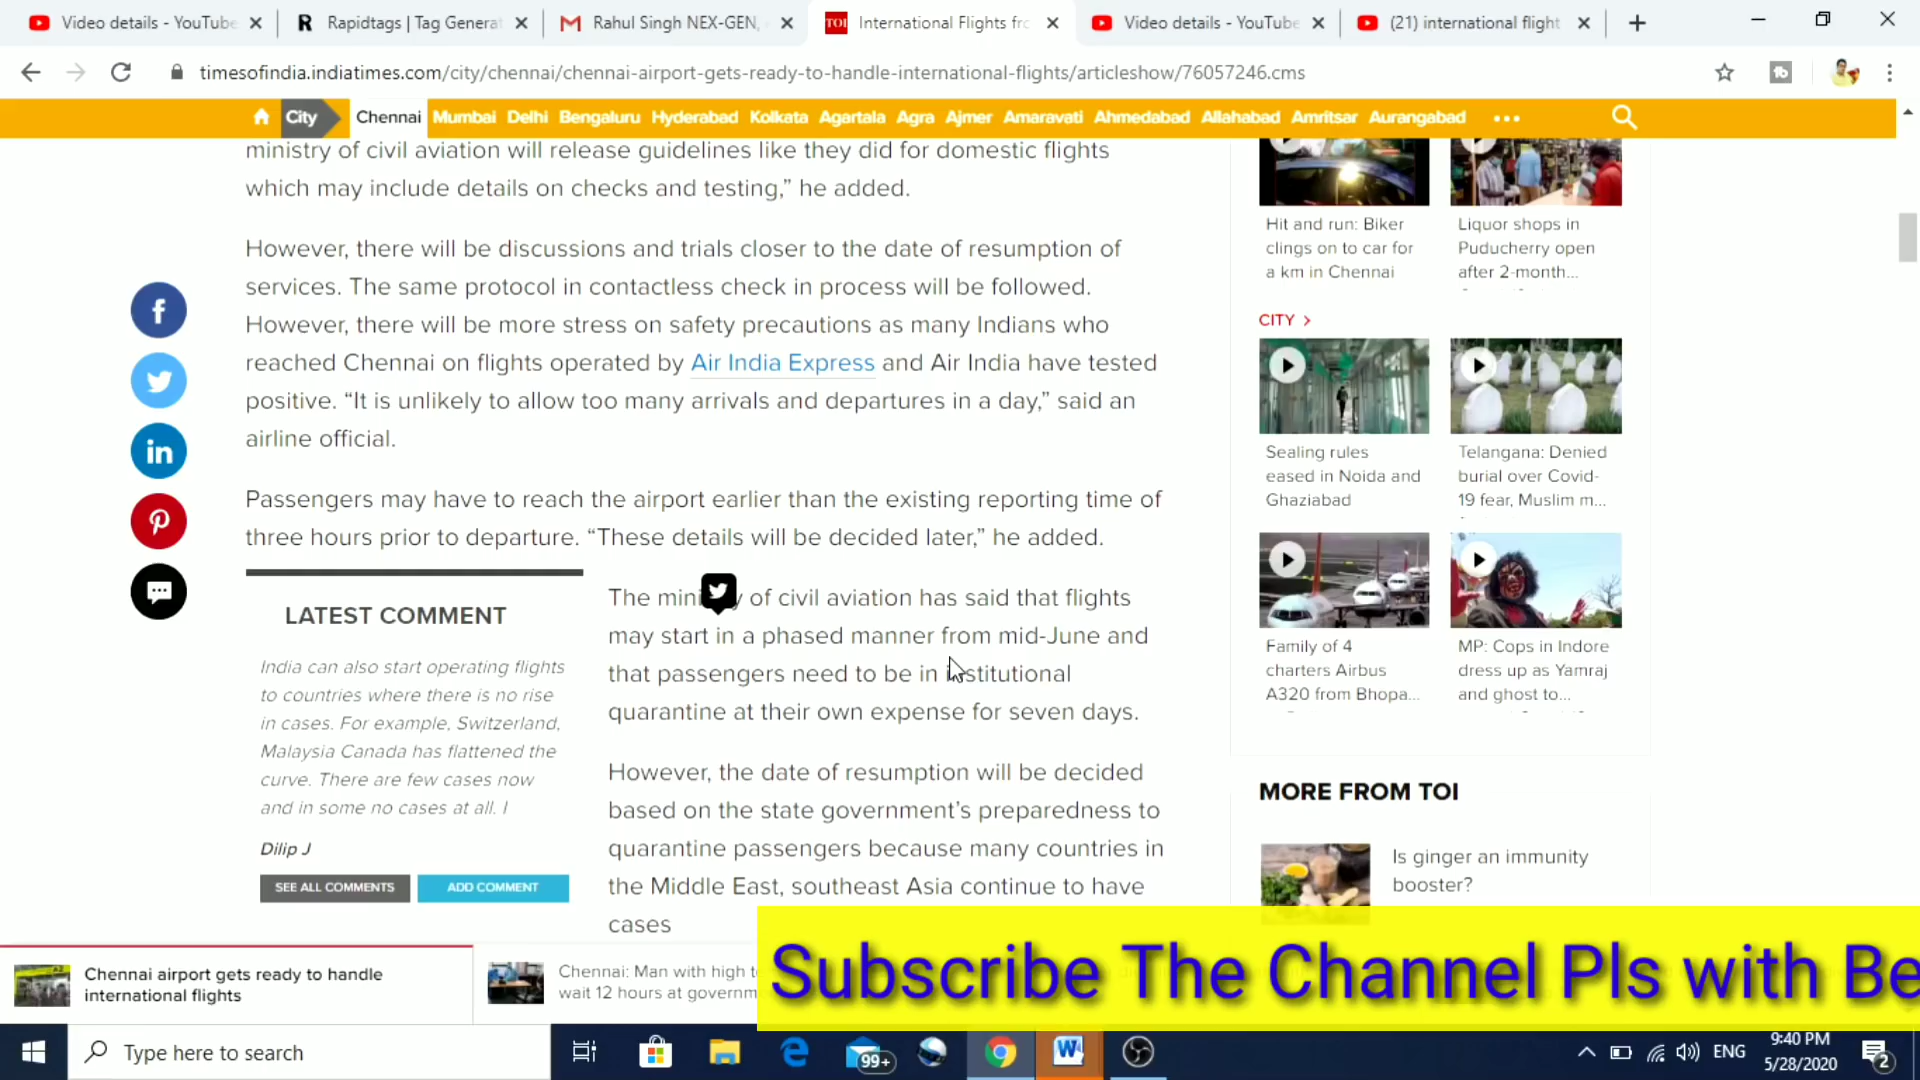 Video details - YouTube
Rapidtags | Tag Generat
Rahul Singh NEX-GEN,
International Flights fro
Video details - YouTube
(21) international flight
timesofindia.indiatimes.com/city/chennai/chennai-airport-gets-ready-to-handle-international-flights/articleshow/76057246.cms
City Chennai Mumbai Delhi Bengaluru Hyderabad Kolkata Agartala Agra Ajmer Amaravati Ahmedabad Allahabad Amritsar Aurangabad
ministry of civil aviation will release guidelines like they did for domestic flights
which may include details on checks and testing,” he added.
However, there will be discussions and trials closer to the date of resumption of
services. The same protocol in contactless check in process will be followed.
However, there will be more stress on safety precautions as many Indians who
reached Chennai on flights operated by Air India Express and Air India have tested
positive. “It is unlikely to allow too many arrivals and departures in a day,” said an
airline official.
Passengers may have to reach the airport earlier than the existing reporting time of
three hours prior to departure. “These details will be decided later,” he added.
LATEST COMMENT
India can also start operating flights
to countries where there is no rise
in cases. For example, Switzerland,
Malaysia Canada has flattened the
curve. There are few cases now
and in some no cases at all. I
Dilip J
SEE ALL COMMENTS
ADD COMMENT
The ministry of civil aviation has said that flights
may start in a phased manner from mid-June and
that passengers need to be in institutional
quarantine at their own expense for seven days.
However, the date of resumption will be decided
based on the state government’s preparedness to
quarantine passengers because many countries in
the Middle East, southeast Asia continue to have
cases
Hit and run: Biker
clings on to car for
a km in Chennai
Liquor shops in
Puducherry open
after 2-month...
CITY >
Sealing rules
eased in Noida and
Ghaziabad
Telangana: Denied
burial over Covid-
19 fear, Muslim m...
Family of 4
charters Airbus
A320 from Bhopa...
MP: Cops in Indore
dress up as Yamraj
and ghost to...
MORE FROM TOI
Is ginger an immunity
booster?
Chennai airport gets ready to handle
international flights
Chennai: Man with high t
wait 12 hours at governm
Subscribe The Channel Pls with Be
Type here to search
99+
ENG
9:40 PM
5/28/2020
2